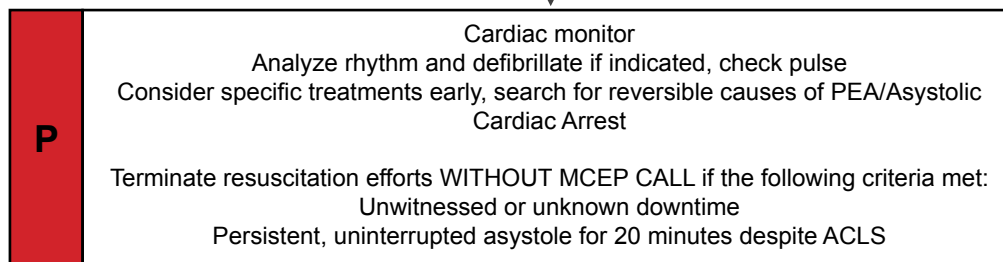 P
Cardiac monitor
Analyze rhythm and defibrillate if indicated, check pulse
Consider specific treatments early, search for reversible causes of PEA/Asystolic
Cardiac Arrest
Terminate resuscitation efforts WITHOUT MCEP CALL if the following criteria met:
Unwitnessed or unknown downtime
Persistent, uninterrupted asystole for 20 minutes despite ACLS